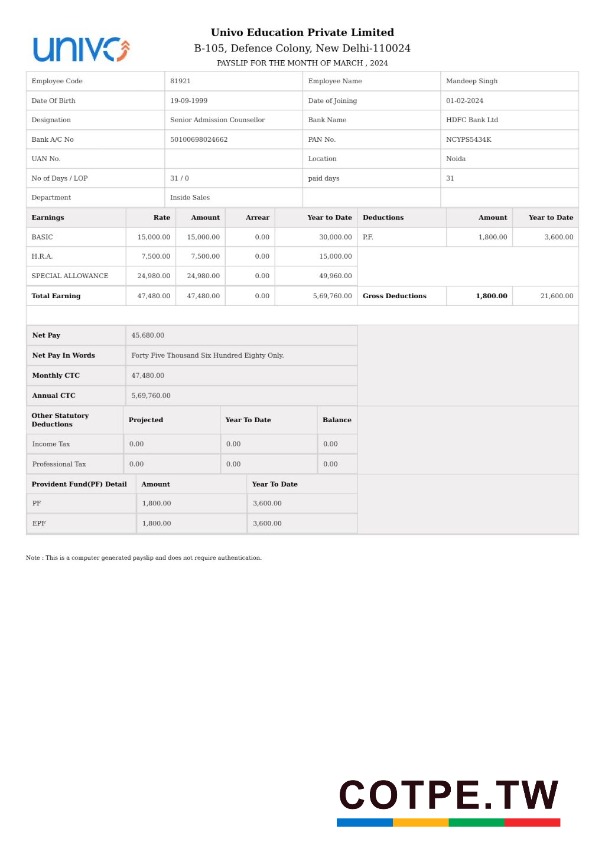 Univo Education Private Limited
univo
B-105, Defence Colony, New Delhi-110024
PAYSLIP FOR THE MONTH OF MARCH , 2024
Employee Code 81921 Employee Name Mandeep Singh
Date Of Birth 19-09-1999 Date of Joining 01-02-2024
Designation Senior Admission Counsellor Bank Name HDFC Bank Ltd
Bank A/C No 50100698024662 PAN No. NCYPS5434K
UAN No. Location Noida
No of Days / LOP 31 / 0 paid days 31
Department Inside Sales
Earnings Rate Amount Arrear Year to Date Deductions Amount Year to Date
BASIC 15,000.00 15,000.00 0.00 30,000.00 P.F. 1,800.00 3,600.00
H.R.A. 7,500.00 7,500.00 0.00 15,000.00
SPECIAL ALLOWANCE 24,980.00 24,980.00 0.00 49,960.00
Total Earning 47,480.00 47,480.00 0.00 5,69,760.00 Gross Deductions 1,800.00 21,600.00
Net Pay 45,680.00
Net Pay In Words Forty Five Thousand Six Hundred Eighty Only.
Monthly CTC 47,480.00
Annual CTC 5,69,760.00
Other Statutory
Deductions Projected Year To Date Balance
Income Tax 0.00 0.00 0.00
Professional Tax 0.00 0.00 0.00
Provident Fund(PF) Detail Amount Year To Date
PF 1,800.00 3,600.00
EPF 1,800.00 3,600.00
Note : This is a computer generated payslip and does not require authentication.
COTPE.TW